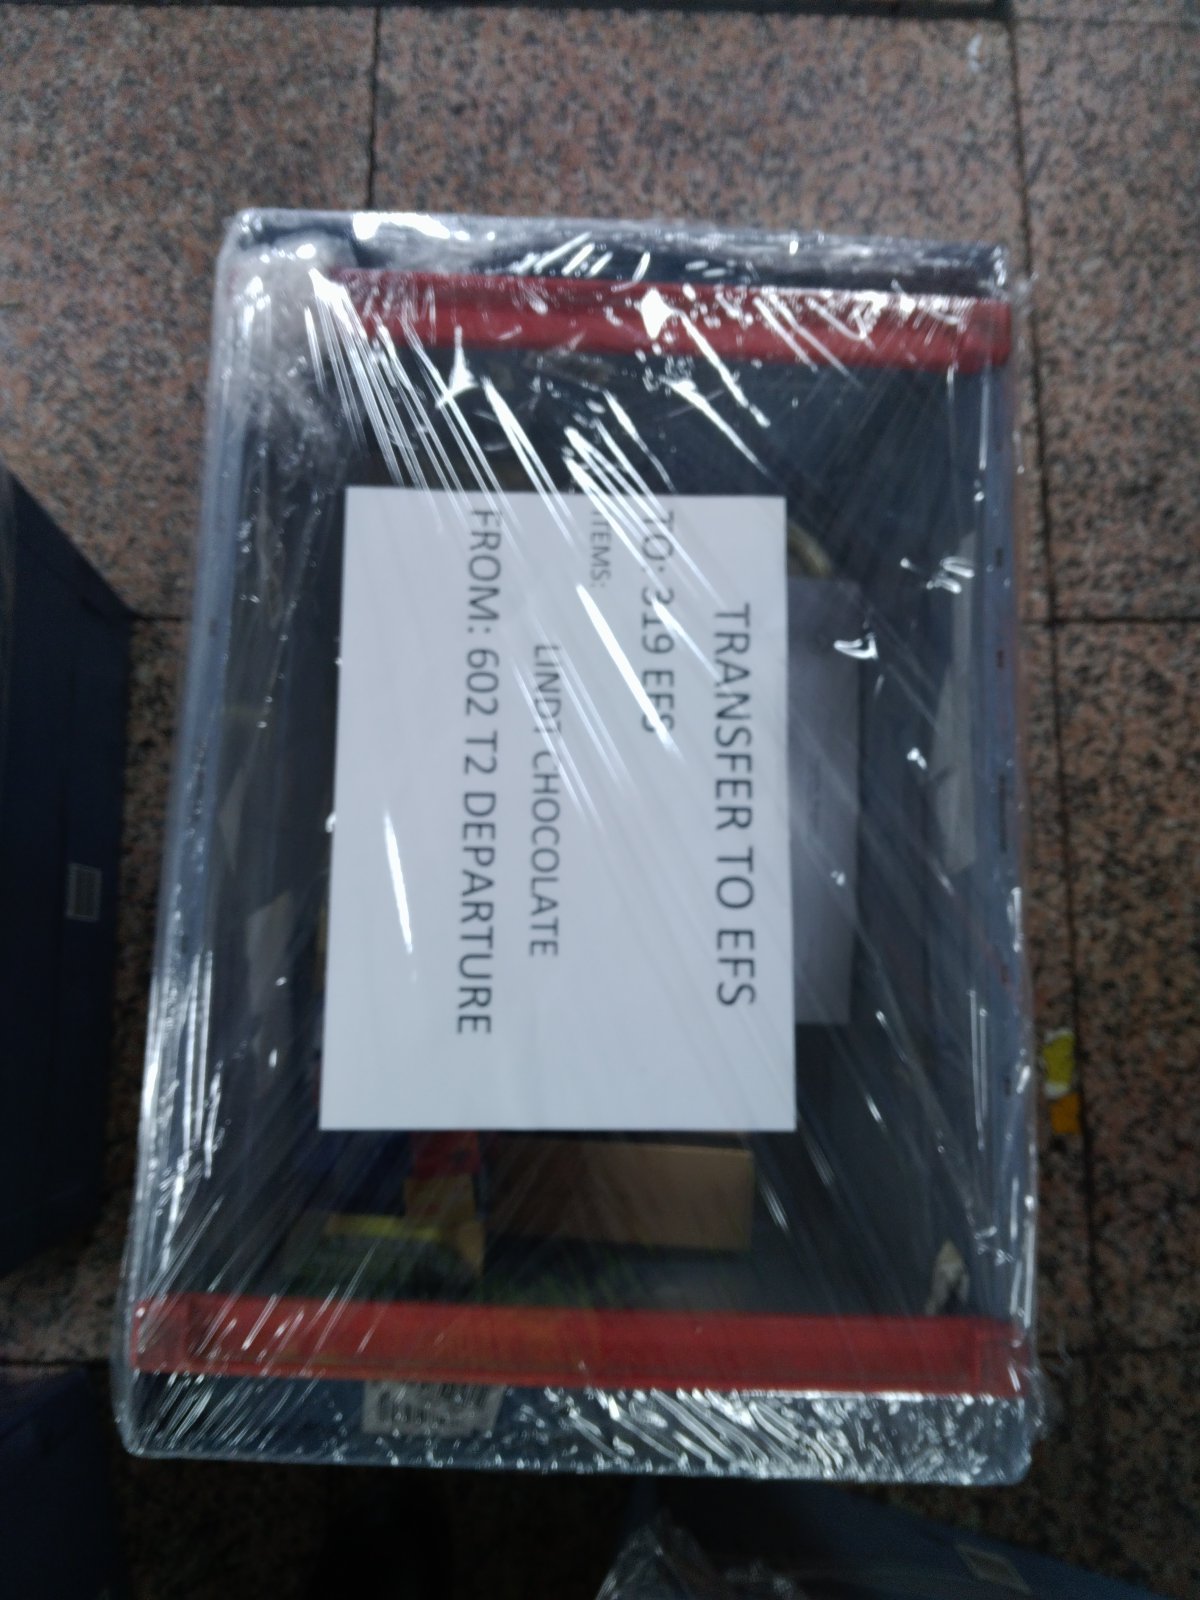 TRANSFER TO EFS
TO: 319 EFS
ITEMS:
LINDT CHOCOLATE
FROM: 602 T2 DEPARTURE